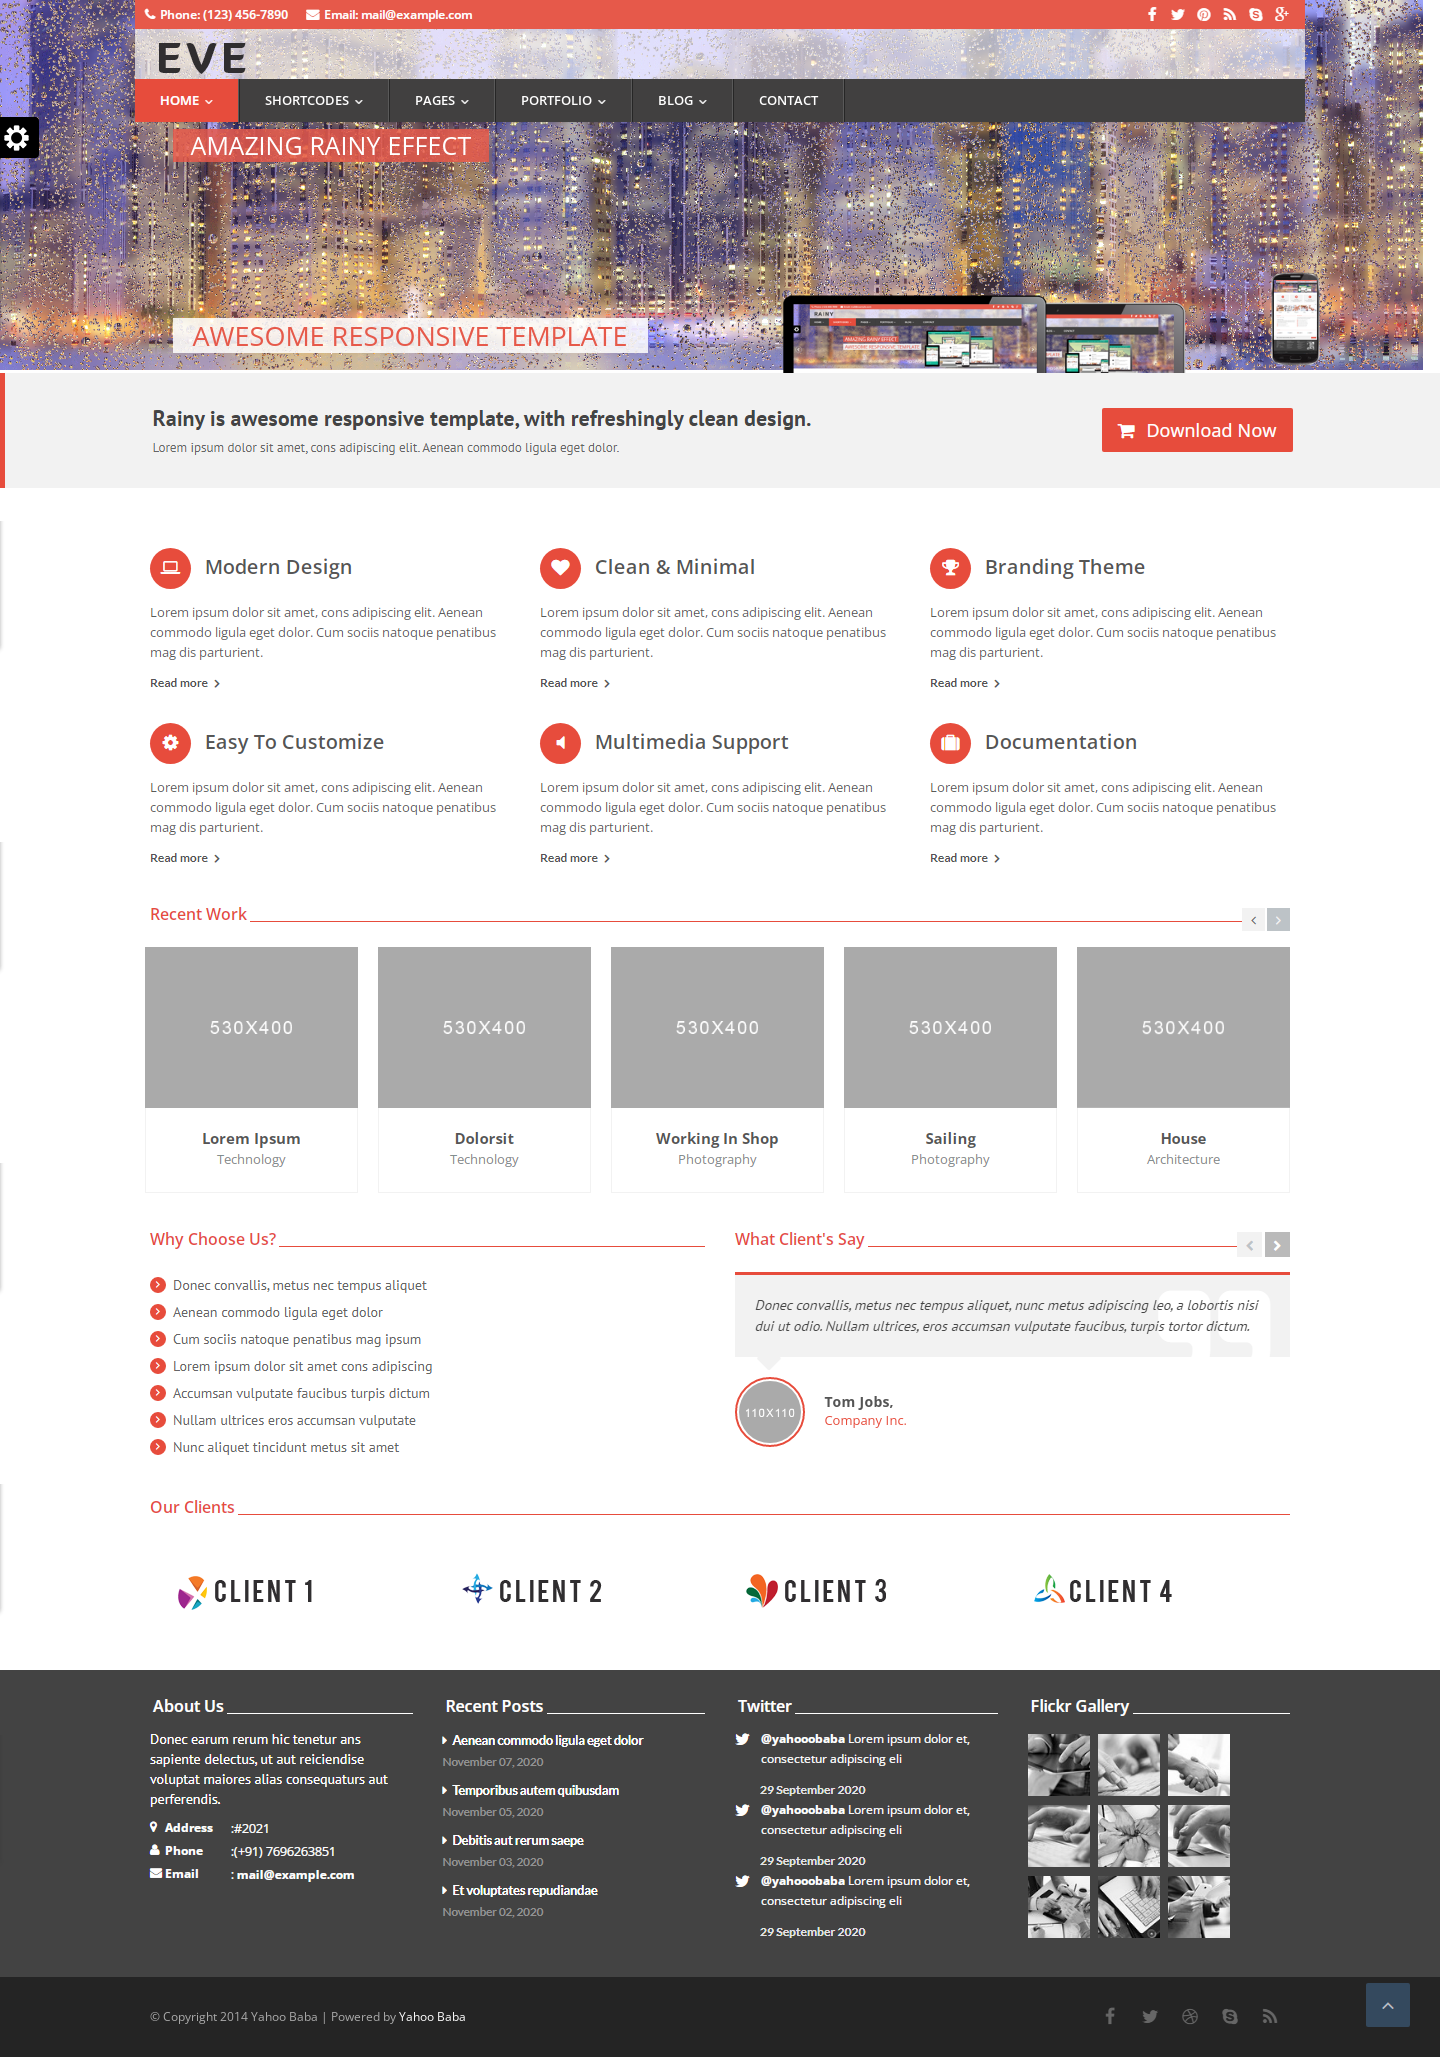 Phone: (123) 456-7890 Email: mail@example.com
EVE
HOME SHORTCODES PAGES PORTFOLIO BLOG CONTACT
AMAZING RAINY EFFECT
RAINY
AMAZING RAINY EFFECT
AWESOME RESPONSIVE TEMPLATE
AWESOME RESPONSIVE TEMPLATE
Rainy is awesome responsive template, with refreshingly clean design.
Lorem ipsum dolor sit amet, cons adipiscing elit. Aenean commodo ligula eget dolor.
Download Now
Modern Design
Lorem ipsum dolor sit amet, cons adipiscing elit. Aenean
commodo ligula eget dolor. Cum sociis natoque penatibus
mag dis parturient.
Read more
Clean & Minimal
Lorem ipsum dolor sit amet, cons adipiscing elit. Aenean
commodo ligula eget dolor. Cum sociis natoque penatibus
mag dis parturient.
Read more
Branding Theme
Lorem ipsum dolor sit amet, cons adipiscing elit. Aenean
commodo ligula eget dolor. Cum sociis natoque penatibus
mag dis parturient.
Read more
Easy To Customize
Lorem ipsum dolor sit amet, cons adipiscing elit. Aenean
commodo ligula eget dolor. Cum sociis natoque penatibus
mag dis parturient.
Read more
Multimedia Support
Lorem ipsum dolor sit amet, cons adipiscing elit. Aenean
commodo ligula eget dolor. Cum sociis natoque penatibus
mag dis parturient.
Read more
Documentation
Lorem ipsum dolor sit amet, cons adipiscing elit. Aenean
commodo ligula eget dolor. Cum sociis natoque penatibus
mag dis parturient.
Read more
Recent Work
530X400
Lorem Ipsum
Technology
530X400
Dolorsit
Technology
530X400
Working In Shop
Photography
530X400
Sailing
Photography
530X400
House
Architecture
Why Choose Us?
Donec convallis, metus nec tempus aliquet
Aenean commodo ligula eget dolor
Cum sociis natoque penatibus mag ipsum
Lorem ipsum dolor sit amet cons adipiscing
Accumsan vulputate faucibus turpis dictum
Nullam ultrices eros accumsan vulputate
Nunc aliquet tincidunt metus sit amet
What Client's Say
Donec convallis, metus nec tempus aliquet, nunc metus adipiscing leo, a lobortis nisi
dui ut odio. Nullam ultrices, eros accumsan vulputate faucibus, turpis tortor dictum.
110X110
Tom Jobs,
Company Inc.
Our Clients
CLIENT 1
CLIENT 2
CLIENT 3
CLIENT 4
About Us
Donec earum rerum hic tenetur ans
sapiente delectus, ut aut reiciendise
voluptat maiores alias consequaturs aut
perferendis.
Address :#2021
Phone :(+91) 7696263851
Email : mail@example.com
Recent Posts
Aenean commodo ligula eget dolor
November 07, 2020
Temporibus autem quibusdam
November 05, 2020
Debitis aut rerum saepe
November 03, 2020
Et voluptates repudiandae
November 02, 2020
Twitter
@yahooobaba Lorem ipsum dolor et,
consectetur adipiscing eli
29 September 2020
@yahooobaba Lorem ipsum dolor et,
consectetur adipiscing eli
29 September 2020
@yahooobaba Lorem ipsum dolor et,
consectetur adipiscing eli
29 September 2020
Flickr Gallery
© Copyright 2014 Yahoo Baba | Powered by Yahoo Baba